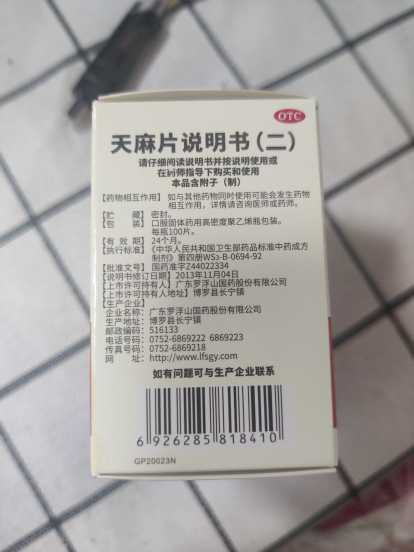 OTC
天麻片说明书(二)
请仔细阅读说明书并按说明使用或
在药师指导下购买和使用
本品含附子(制)
【药物相互作用】如与其他药物同时使用可能会发生药物
相互作用,详情请咨询医师或药师。
【贮 藏】密封。
【包 装】口服固体药用高密度聚乙烯瓶包装。
每瓶100片。
【有 效 期】24个月。
【执行标准】《中华人民共和国卫生部药品标准中药成方
制剂》第四册WS3-B-0694-92
【批准文号】国药准字Z44022334
【说明书修订日期】2013年11月04日
【上市许可持有人】广东罗浮山国药股份有限公司
【上市许可持有人地址】博罗县长宁镇
【生产企业】
企业名称:广东罗浮山国药股份有限公司
生产地址:博罗县长宁镇
邮政编码:516133
电话号码:0752-6869222 6869223
传真号码:0752-6869218
网 址:http://www.lfsgy.com
如有问题可与生产企业联系
6 926285 818410
GP20023N